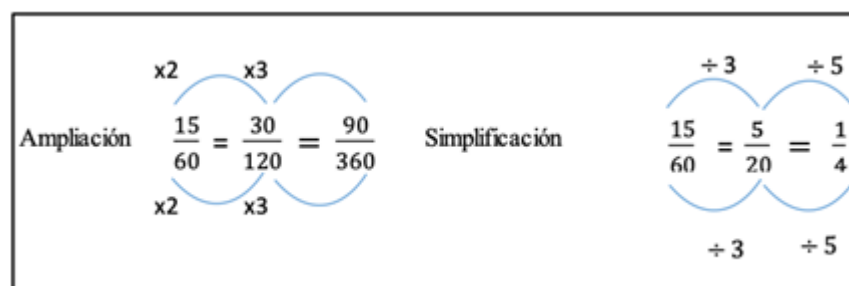 x2 x3 ÷ 3 ÷ 5
Ampliación 15/60 = 30/120 = 90/360 Simplificación 15/60 = 5/20 = 1/4
x2 x3 ÷ 3 ÷ 5